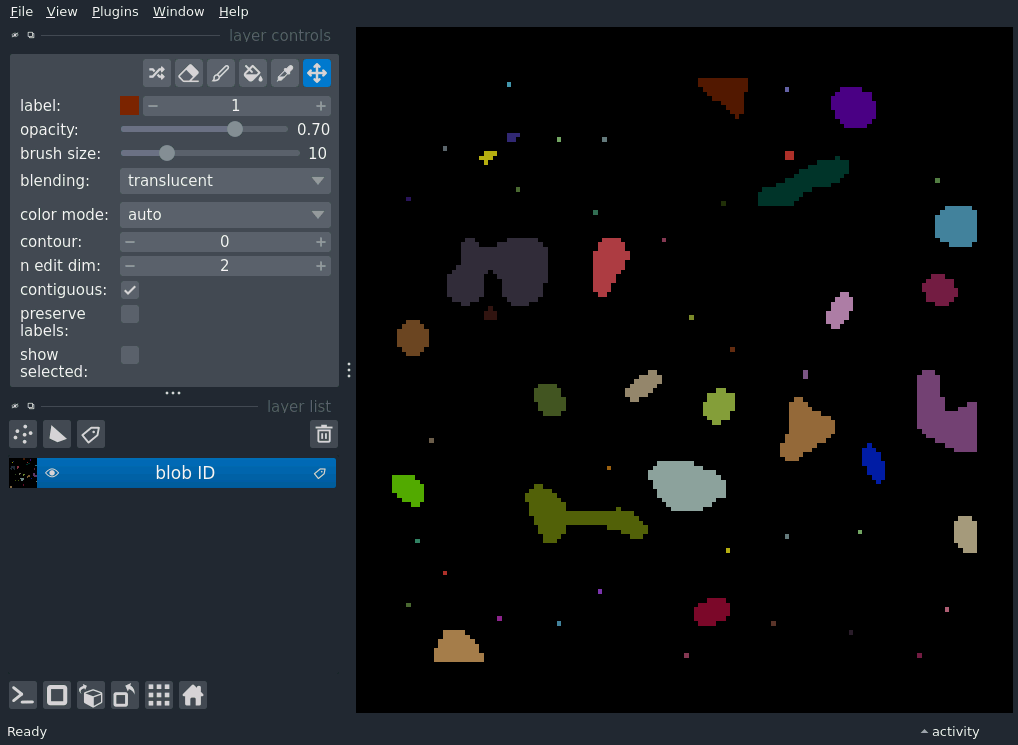 File View Plugins Window Help
layer controls
label: 1
opacity: 0.70
brush size: 10
blending: translucent
color mode: auto
contour: 0
n edit dim: 2
contiguous:
preserve
labels:
show
selected:
layer list
blob ID
Ready
activity